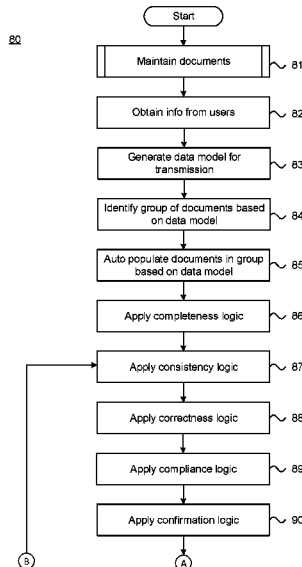 Start
80
Maintain documents
81
Obtain info from users
82
Generate data model for
transmission
83
Identify group of documents based
on data model
84
Auto populate documents in group
based on data model
85
Apply completeness logic
86
Apply consistency logic
87
Apply correctness logic
88
Apply compliance logic
89
Apply confirmation logic
90
B
A